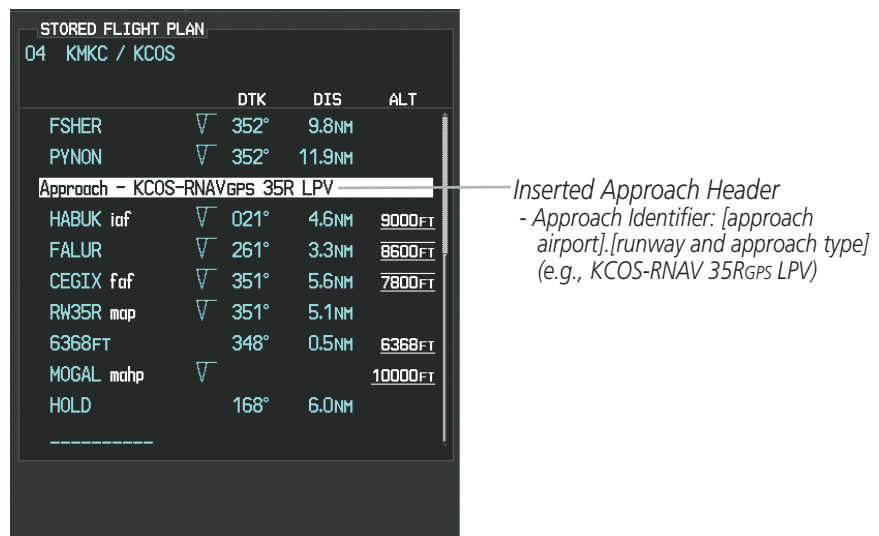 STORED FLIGHT PLAN
04 KMKC / KCOS
DTK DIS ALT
FSHER 352° 9.8NM
PYNON 352° 11.9NM
Approach - KCOS-RNAVGPS 35R LPV
HABUK iaf 021° 4.6NM 9000FT
FALUR 261° 3.3NM 8600FT
CEGIX faf 351° 5.6NM 7800FT
RW35R map 351° 5.1NM
6368FT 348° 0.5NM 6368FT
MOGAL mahp 10000FT
HOLD 168° 6.0NM
__________
Inserted Approach Header
- Approach Identifier: [approach
airport].[runway and approach type]
(e.g., KCOS-RNAV 35RGPS LPV)